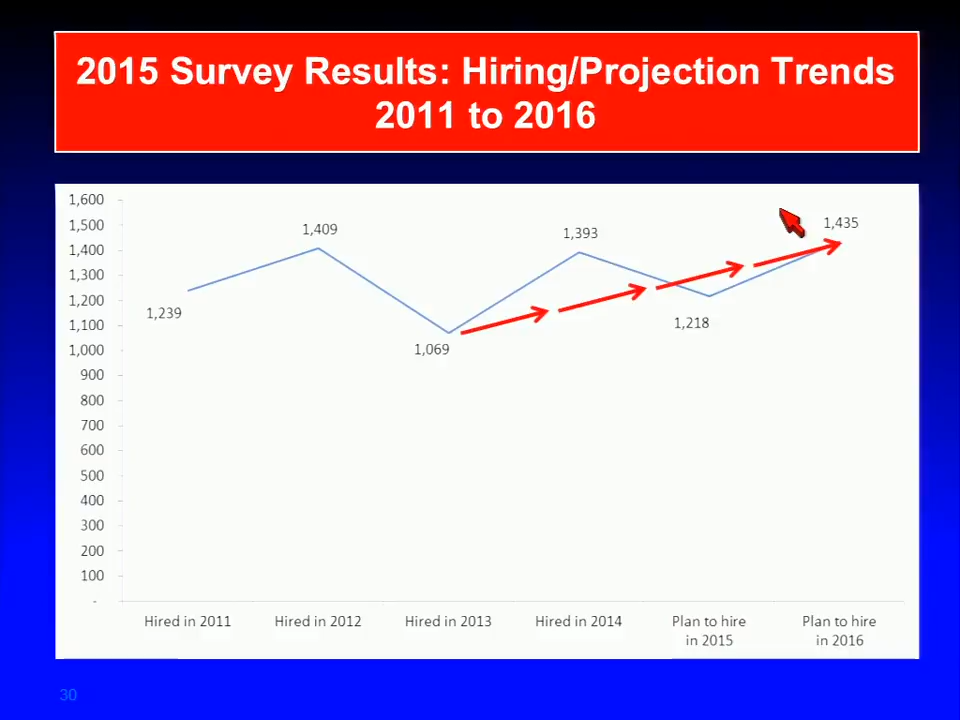 2015 Survey Results: Hiring/Projection Trends
2011 to 2016
1,600
1,500
1,400
1,300
1,200
1,100
1,000
900
800
700
600
500
400
300
200
100
-
1,239
1,409
1,069
1,393
1,218
1,435
Hired in 2011
Hired in 2012
Hired in 2013
Hired in 2014
Plan to hire
in 2015
Plan to hire
in 2016
30